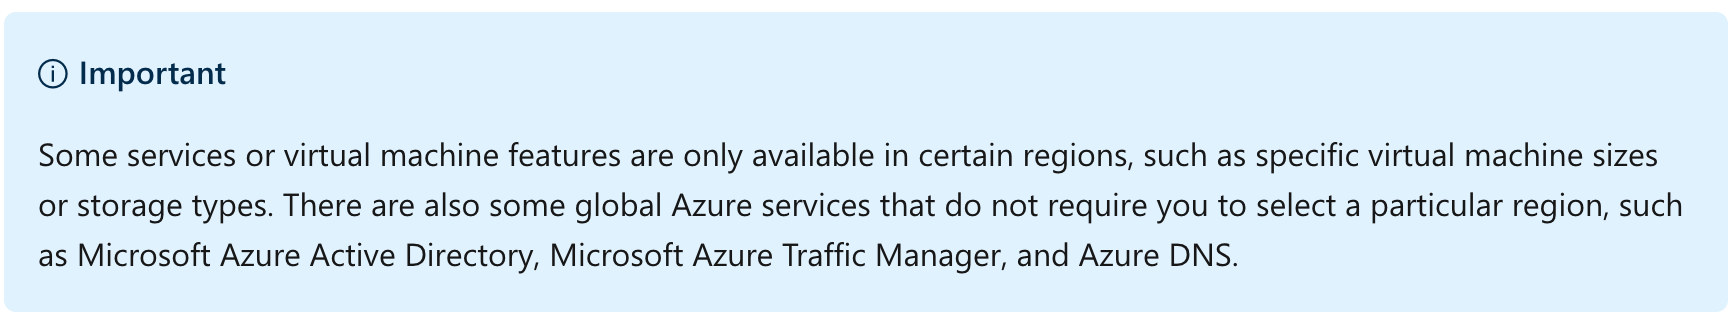 Important
Some services or virtual machine features are only available in certain regions, such as specific virtual machine sizes
or storage types. There are also some global Azure services that do not require you to select a particular region, such
as Microsoft Azure Active Directory, Microsoft Azure Traffic Manager, and Azure DNS.